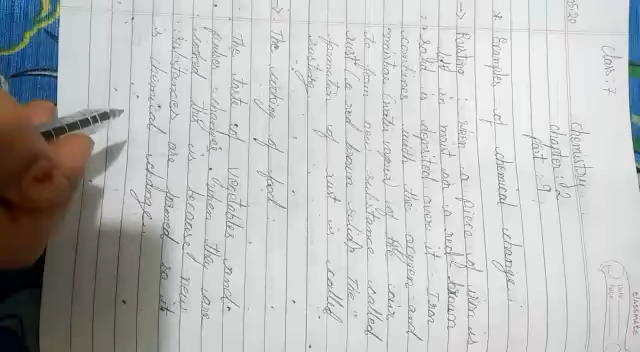 classmate
5-5-20
Class. 7
chemistry
chapter 2
part 9
* Examples of chemical change:
→ Rusting: when a piece of iron is
left in moist air a red brown
solid is deposited over it. Iron
combines with the oxygen and
moisture (water vapour) of the air
to form new substance called
rust (a red brown solid). The
formation of rust is called
rusting.
→ The cooking of food
The taste of vegetables and
pulses changes when they are
cooked this is because new
substances are formed so it
is chemical change.